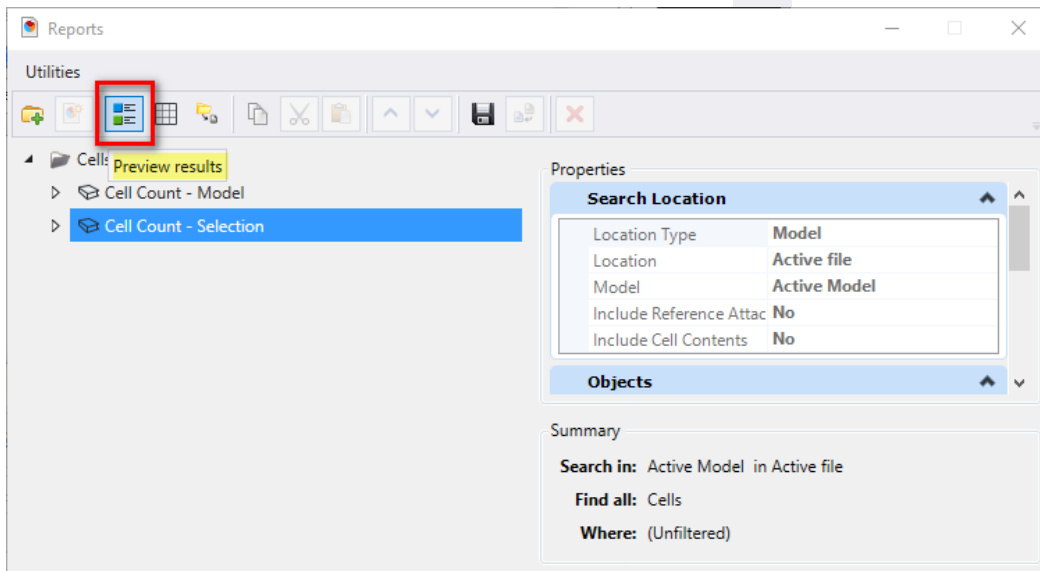 Reports
Utilities
Cells
Preview results
Cell Count - Model
Cell Count - Selection
Properties
Search Location
Location Type Model
Location Active file
Model Active Model
Include Reference Attac No
Include Cell Contents No
Objects
Summary
Search in: Active Model in Active file
Find all: Cells
Where: (Unfiltered)